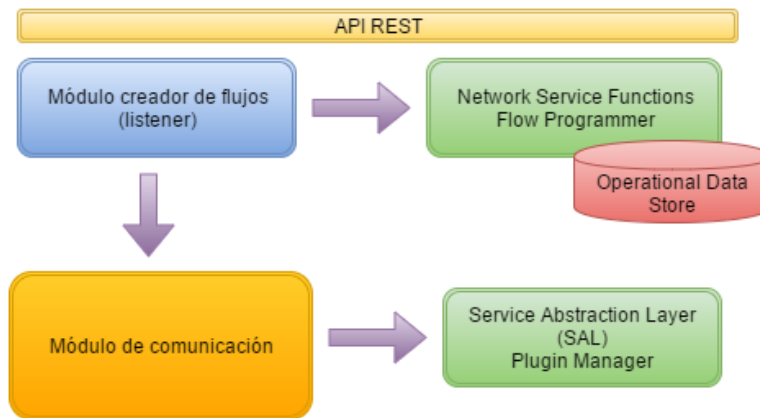 API REST
Módulo creador de flujos
(listener)
Network Service Functions
Flow Programmer
Operational Data
Store
Módulo de comunicación
Service Abstraction Layer
(SAL)
Plugin Manager